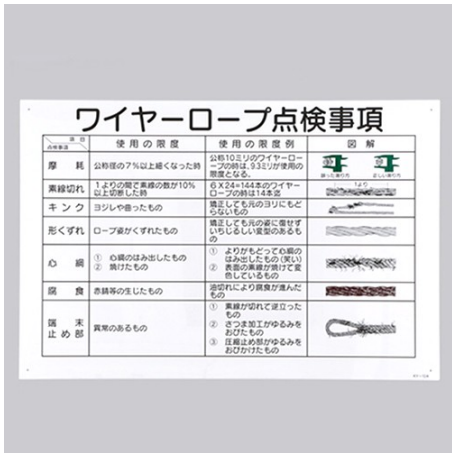 ワイヤーロープ点検事項
項目
点検事項
使用の限度
使用の限度例
図解
摩耗
公称径の7%以上細くなった時
公称10ミリのワイヤーロ
ープの時は、9.3ミリが使用の
限度となる。
素線切れ
1よりの間で素線の数が10%
以上切断した時
6×24=144本のワイヤー
ロープの時は14本迄
1より
キンク
ヨジレや曲ったもの
矯正しても元のヨリにもど
らないもの
形くずれ
ロープ姿がくずれたもの
矯正しても元の姿に復せず
いちじるしい変型のあるも
の
心綱
① 心綱のはみ出したもの
② 焼けたもの
① よりがもどって心綱の
はみ出したもの(笑い)
② 表面の素線が焼けて変
色しているもの
腐食
赤錆等の生じたもの
油切れにより腐食が進んだ
もの
端末
止め部
異常のあるもの
① 素線が切れて逆立った
もの
② さつま加工がゆるみを
おびたもの
③ 圧縮止め部がゆるみを
おびかけたもの